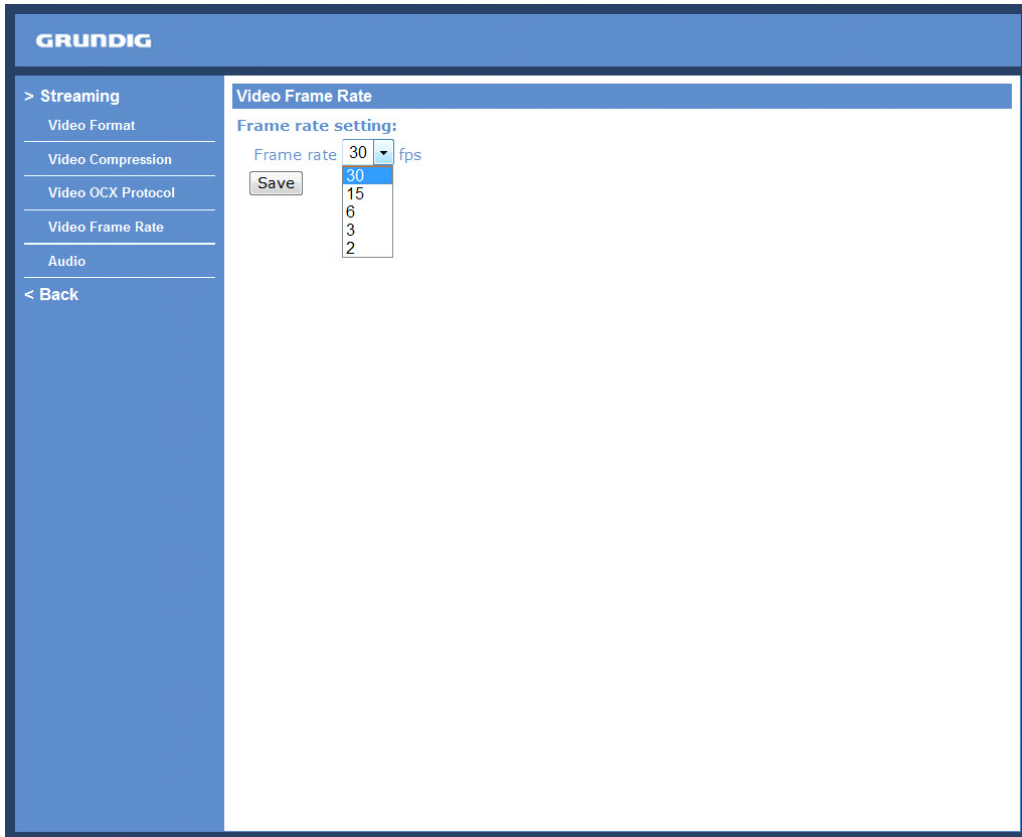 GRUNDIG
> Streaming
Video Format
Video Compression
Video OCX Protocol
Video Frame Rate
Audio
< Back
Video Frame Rate
Frame rate setting:
Frame rate 30 fps
30
15
6
3
2
Save